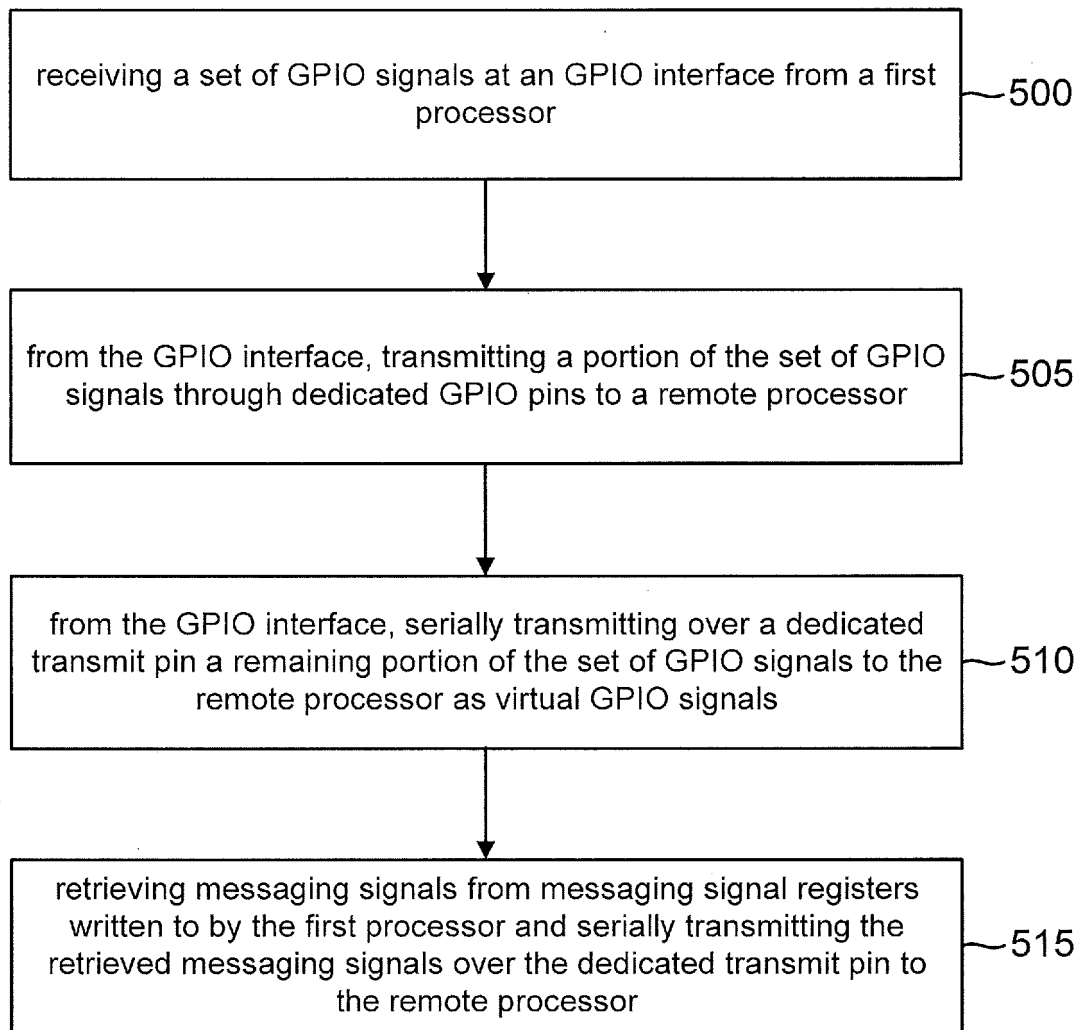 receiving a set of GPIO signals at an GPIO interface from a first
processor
500
from the GPIO interface, transmitting a portion of the set of GPIO
signals through dedicated GPIO pins to a remote processor
505
from the GPIO interface, serially transmitting over a dedicated
transmit pin a remaining portion of the set of GPIO signals to the
remote processor as virtual GPIO signals
510
retrieving messaging signals from messaging signal registers
written to by the first processor and serially transmitting the
retrieved messaging signals over the dedicated transmit pin to
the remote processor
515